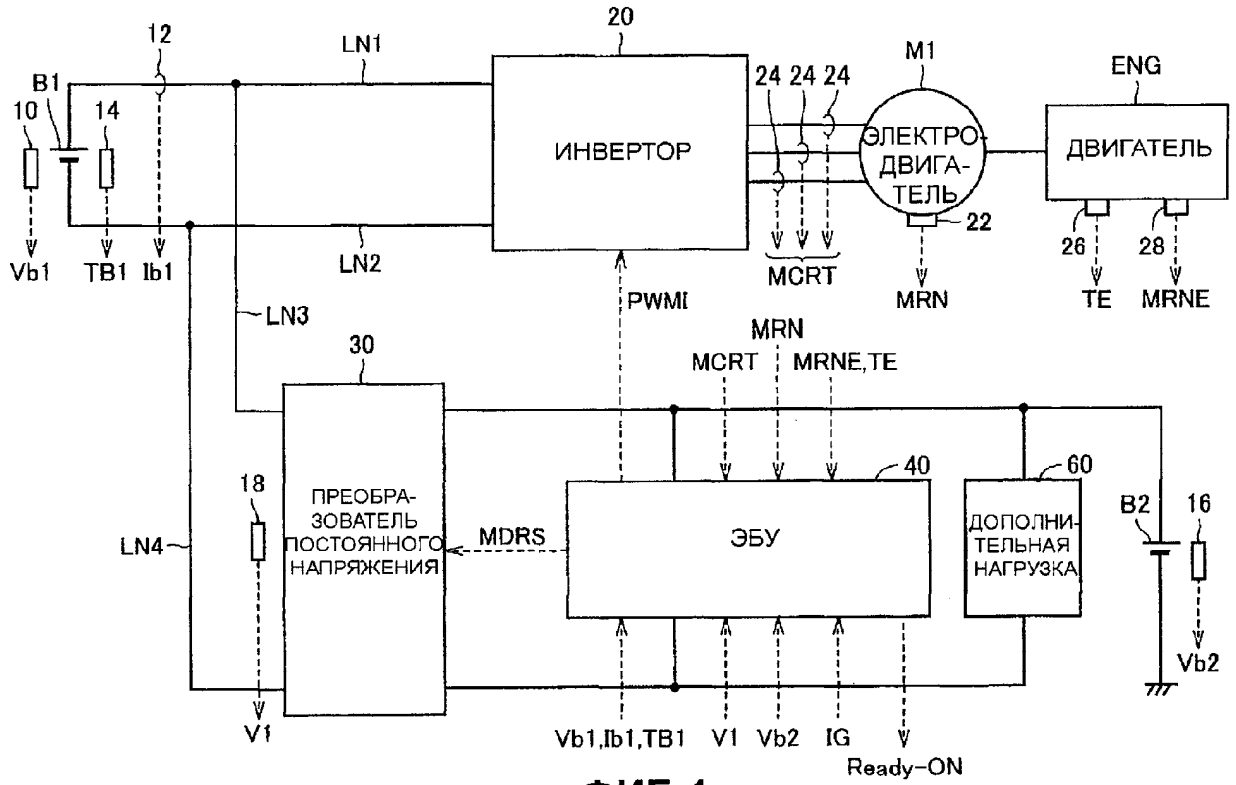 12
LN1
20
M1
ENG
B1
10
14
24
24
24
24
ИНВЕРТОР
ЭЛЕКТРО-
ДВИГА-
ТЕЛЬ
ДВИГАТЕЛЬ
22
26
28
Vb1
TB1
Ib1
LN2
MCRT
MRN
TE
MRNE
PWMI
LN3
30
MRN
MCRT
MRNE,TE
40
60
18
ПРЕОБРА-
ЗОВАТЕЛЬ
ПОСТОЯННОГО
НАПРЯЖЕНИЯ
LN4
MDRS
ЭБУ
ДОПОЛНИ-
ТЕЛЬНАЯ
НАГРУЗКА
B2
16
Vb2
V1
Vb1,Ib1,TB1
V1
Vb2
IG
Ready-ON